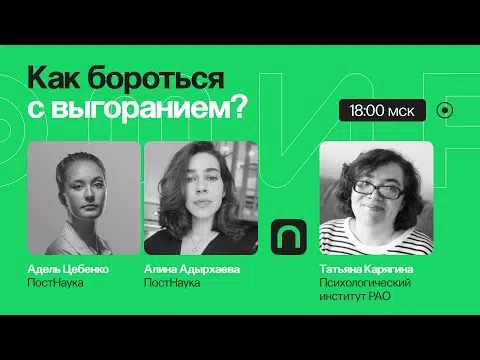 Как бороться
с выгоранием?
18:00 мск
Адель Цебенко
ПостНаука
Алина Адырхаева
ПостНаука
Татьяна Карягина
Психологический
институт РАО